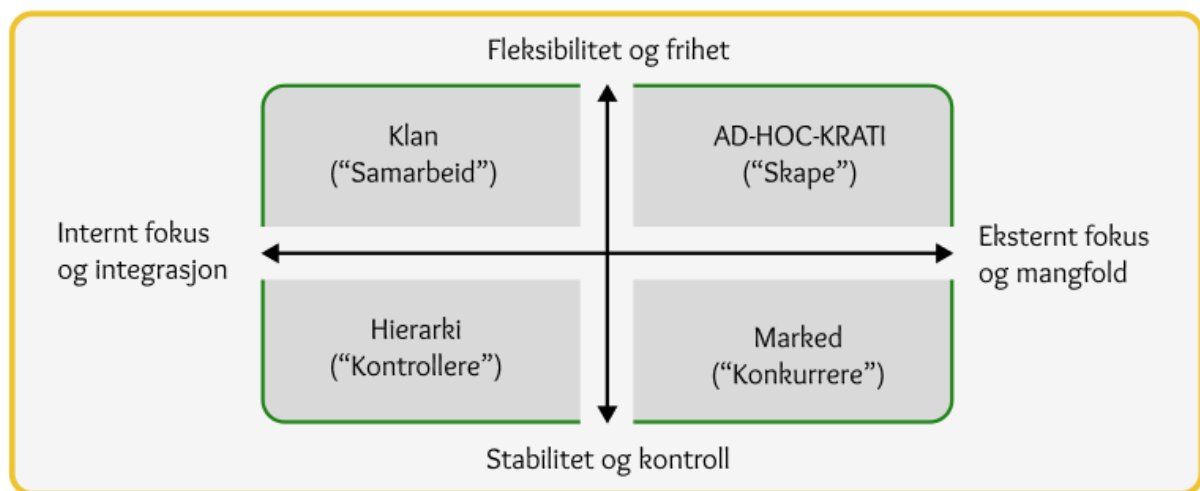 Fleksibilitet og frihet
Klan
(“Samarbeid”)
AD-HOC-KRATI
(“Skape”)
Internt fokus
og integrasjon
Eksternt fokus
og mangfold
Hierarki
(“Kontrollere”)
Marked
(“Konkurrere”)
Stabilitet og kontroll